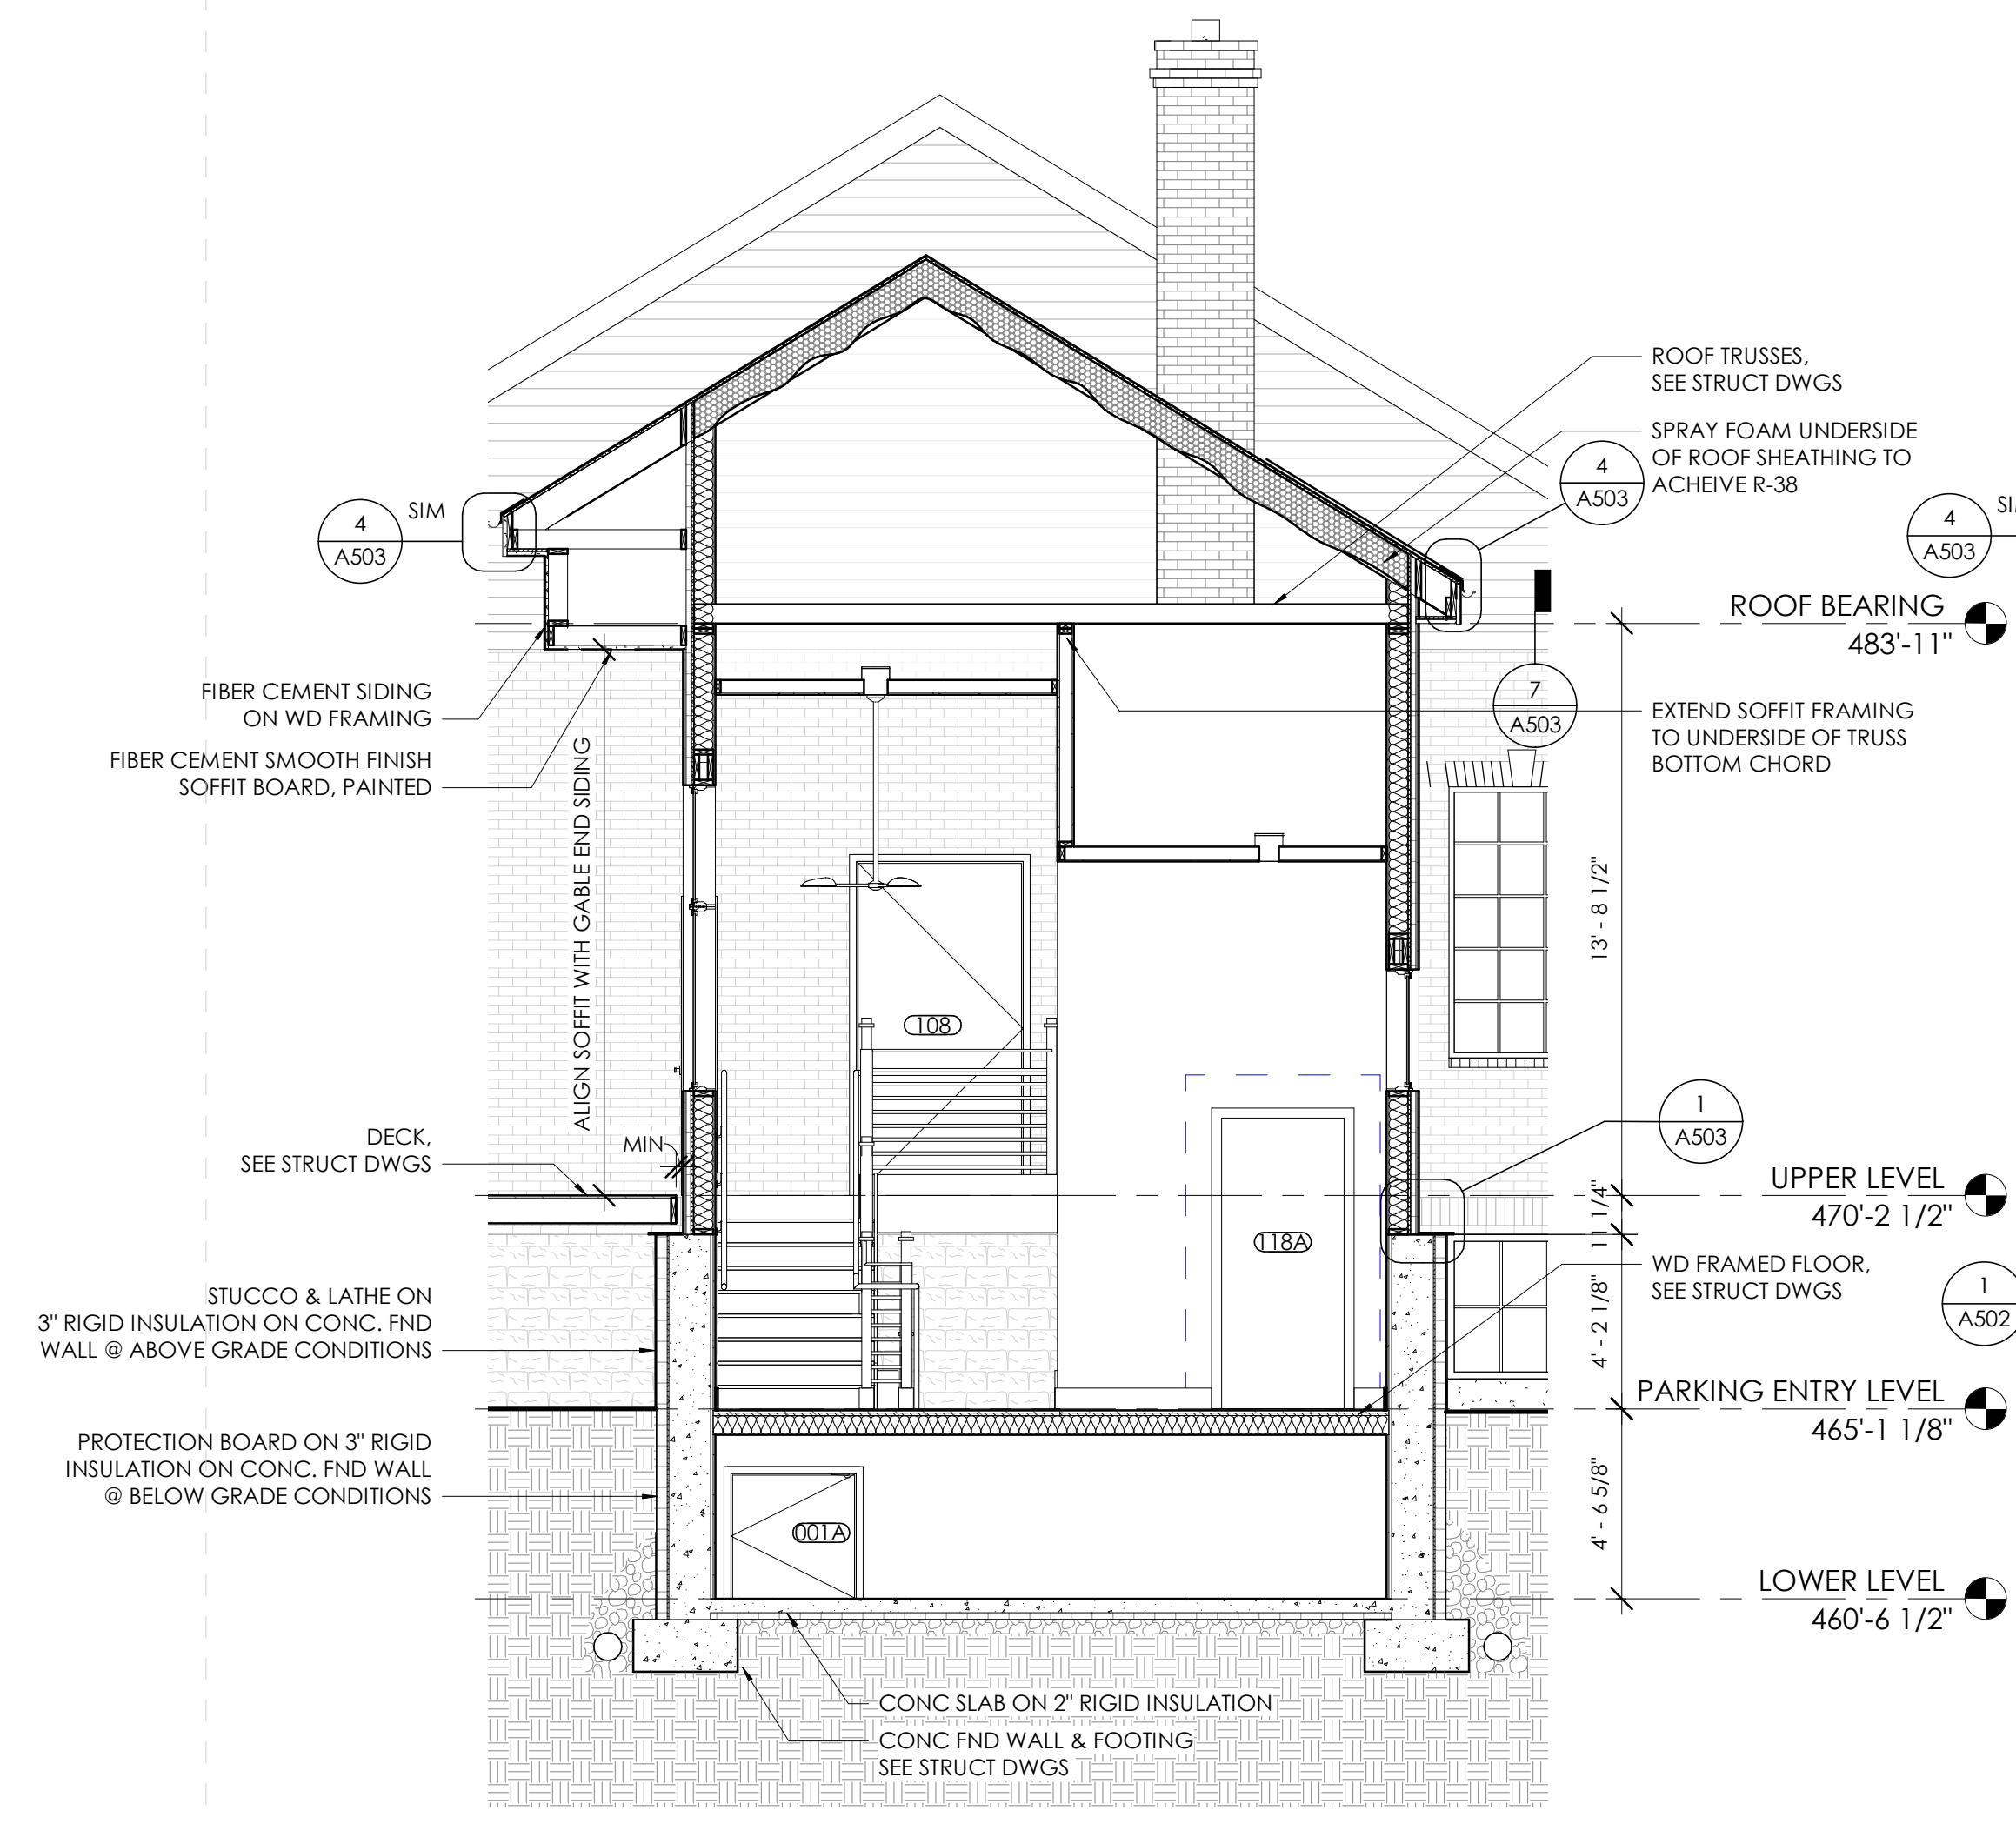 ROOF TRUSSES,
SEE STRUCT DWGS
SPRAY FOAM UNDERSIDE
OF ROOF SHEATHING TO
ACHEIVE R-38
4
A503
4
A503
SIM
4
A503
ROOF BEARING
483'-11"
7
A503
EXTEND SOFFIT FRAMING
TO UNDERSIDE OF TRUSS
BOTTOM CHORD
FIBER CEMENT SIDING
ON WD FRAMING
FIBER CEMENT SMOOTH FINISH
SOFFIT BOARD, PAINTED
ALIGN SOFFIT WITH GABLE END SIDING
13' - 8 1/2"
108
DECK,
SEE STRUCT DWGS
MIN
1
A503
UPPER LEVEL
470'-2 1/2"
11 1/4"
118A
WD FRAMED FLOOR,
SEE STRUCT DWGS
1
A502
STUCCO & LATHE ON
3" RIGID INSULATION ON CONC. FND
WALL @ ABOVE GRADE CONDITIONS
4' - 2 1/8"
PARKING ENTRY LEVEL
465'-1 1/8"
PROTECTION BOARD ON 3" RIGID
INSULATION ON CONC. FND WALL
@ BELOW GRADE CONDITIONS
4' - 6 5/8"
001A
LOWER LEVEL
460'-6 1/2"
CONC SLAB ON 2" RIGID INSULATION
CONC FND WALL & FOOTING
SEE STRUCT DWGS